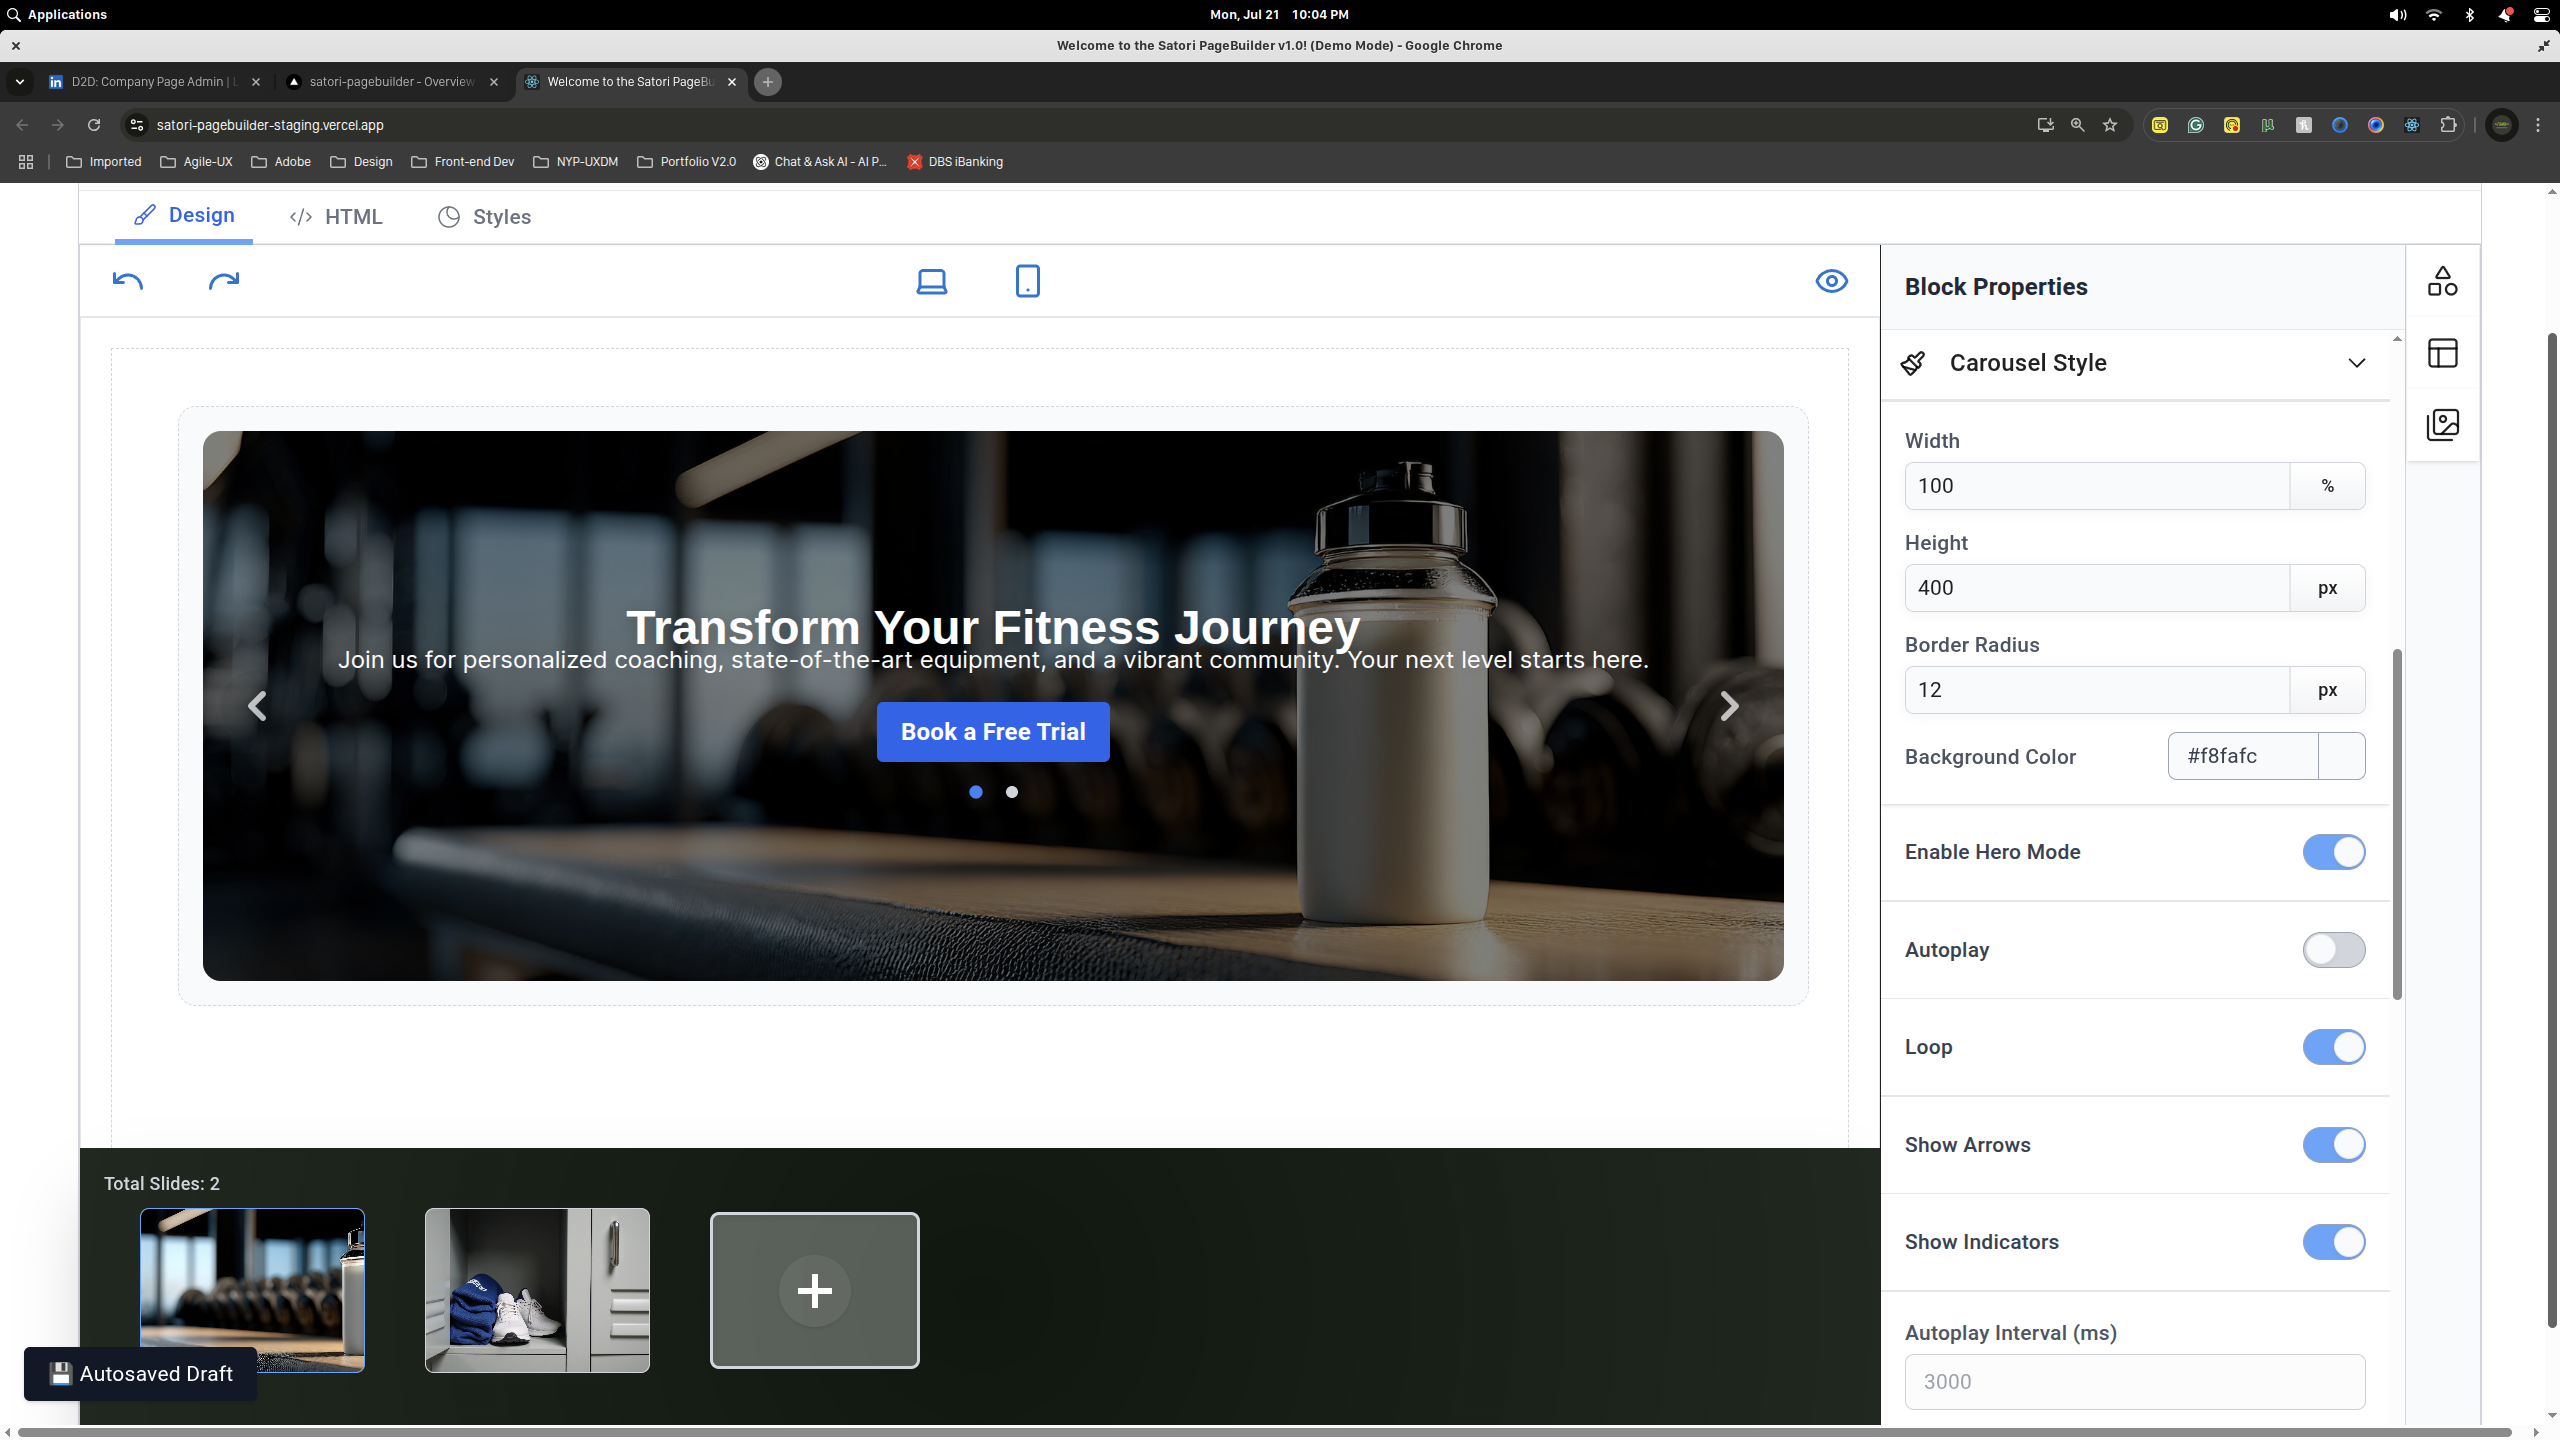 Applications
Mon, Jul 21 10:04 PM
Welcome to the Satori PageBuilder v1.0! (Demo Mode) - Google Chrome
D2D: Company Page Admin |
satori-pagebuilder - Overview
Welcome to the Satori PageBu
satori-pagebuilder-staging.vercel.app
Imported
Agile-UX
Adobe
Design
Front-end Dev
NYP-UXDM
Portfolio V2.0
Chat & Ask AI - AI P...
DBS iBanking
Design
HTML
Styles
Transform Your Fitness Journey
Join us for personalized coaching, state-of-the-art equipment, and a vibrant community. Your next level starts here.
Book a Free Trial
Total Slides: 2
Autosaved Draft
Block Properties
Carousel Style
Width
100 %
Height
400 px
Border Radius
12 px
Background Color #f8fafc
Enable Hero Mode
Autoplay
Loop
Show Arrows
Show Indicators
Autoplay Interval (ms)
3000